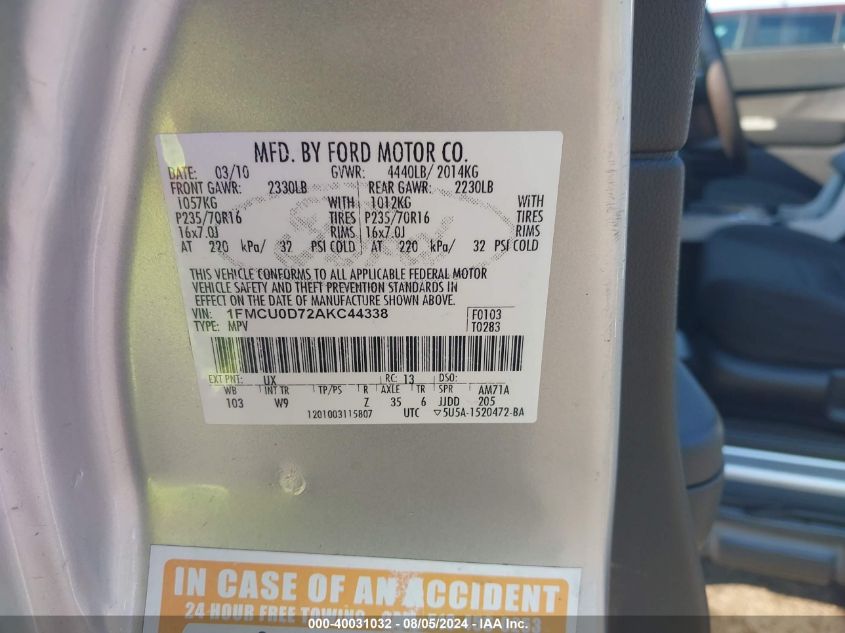 MFD. BY FORD MOTOR CO.
DATE: 03/10 GVWR: 4440LB/ 2014KG
FRONT GAWR: 2330LB REAR GAWR: 2230LB
1057KG WITH 1012KG WITH
P235/70R16 TIRES P235/70R16 TIRES
16x7.0J RIMS 16x7.0J RIMS
AT 220 kPa/ 32 PSI COLD AT 220 kPa/ 32 PSI COLD
THIS VEHICLE CONFORMS TO ALL APPLICABLE FEDERAL MOTOR
VEHICLE SAFETY AND THEFT PREVENTION STANDARDS IN
EFFECT ON THE DATE OF MANUFACTURE SHOWN ABOVE.
VIN: 1FMCU0D72AKC44338 F0103
TYPE: MPV T0283
EXT PNT: UX RC: 13 DSO:
WB INT TR TP/PS R AXLE TR SPR AM71A
103 W9 Z 35 6 JJDD 205
1201003115807 UTC ▽5U5A-1520472-BA
IN CASE OF AN ACCIDENT
24-HOUR FREE TOWING
000-40031032 - 08/05/2024 - IAA Inc.